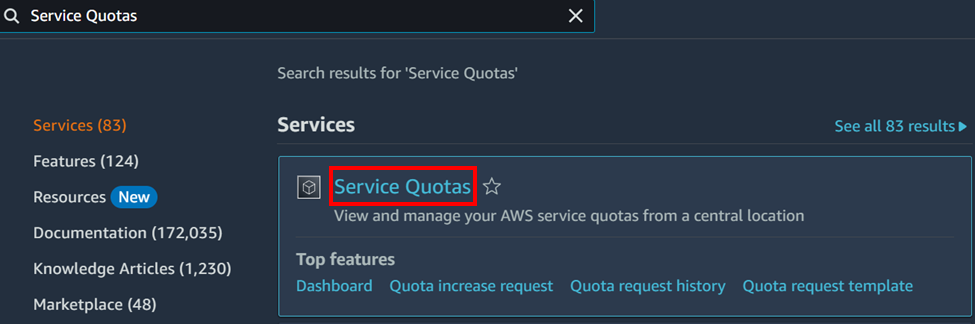 Service Quotas
Search results for 'Service Quotas'
Services (83)
Features (124)
Resources New
Documentation (172,035)
Knowledge Articles (1,230)
Marketplace (48)
Services
See all 83 results
Service Quotas
View and manage your AWS service quotas from a central location
Top features
Dashboard Quota increase request Quota request history Quota request template